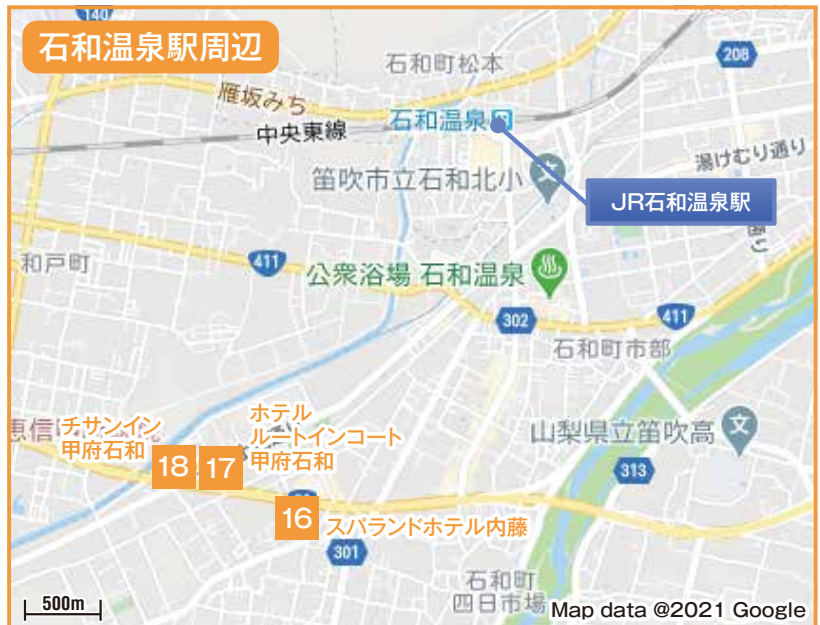 140
石和温泉駅周辺
石和町松本
208
雁坂みち
中央東線
石和温泉
湯けむり通り
笛吹市立石和北小
文
JR石和温泉駅
和戸町
411
公衆浴場 石和温泉
302
411
石和町市部
チサンイン
甲府石和
ホテル
ルートインコート
甲府石和
山梨県立笛吹高
文
18
17
313
16
スパランドホテル内藤
301
石和町
四日市場
500m
Map data @2021 Google